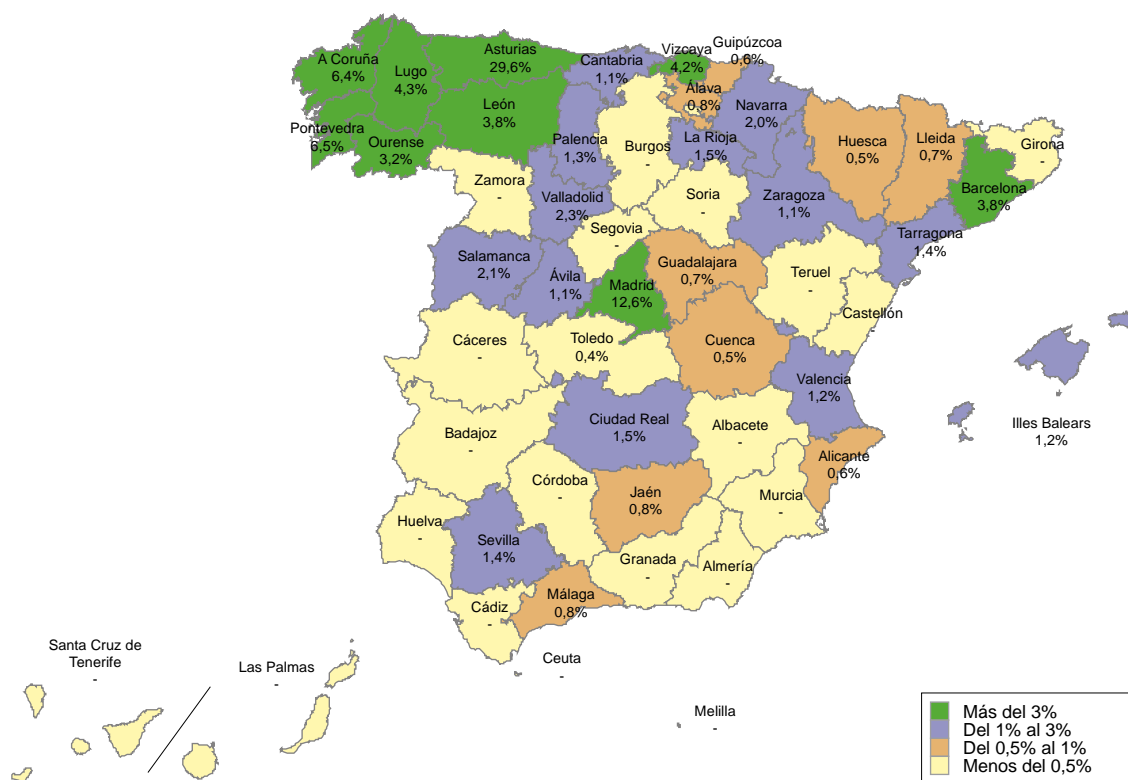 Guipúzcoa
0,6%
Asturias
29,6%
Vizcaya
4,2%
A Coruña
6,4%
Cantabria
1,1%
Lugo
4,3%
Álava
0,8%
León
3,8%
Navarra
2,0%
Pontevedra
6,5%
Ourense
3,2%
Palencia
1,3%
Burgos
-
La Rioja
1,5%
Huesca
0,5%
Lleida
0,7%
Girona
-
Zamora
-
Barcelona
3,8%
Valladolid
2,3%
Soria
-
Zaragoza
1,1%
Segovia
-
Tarragona
1,4%
Salamanca
2,1%
Guadalajara
0,7%
Teruel
-
Ávila
1,1%
Madrid
12,6%
Castellón
-
Cáceres
-
Toledo
0,4%
Cuenca
0,5%
Valencia
1,2%
Illes Balears
1,2%
Ciudad Real
1,5%
Albacete
-
Badajoz
-
Alicante
0,6%
Córdoba
-
Jaén
0,8%
Murcia
-
Huelva
-
Sevilla
1,4%
Granada
-
Almería
-
Málaga
0,8%
Cádiz
-
Santa Cruz de
Tenerife
-
Las Palmas
-
Ceuta
-
Melilla
-
Más del 3%
Del 1% al 3%
Del 0,5% al 1%
Menos del 0,5%